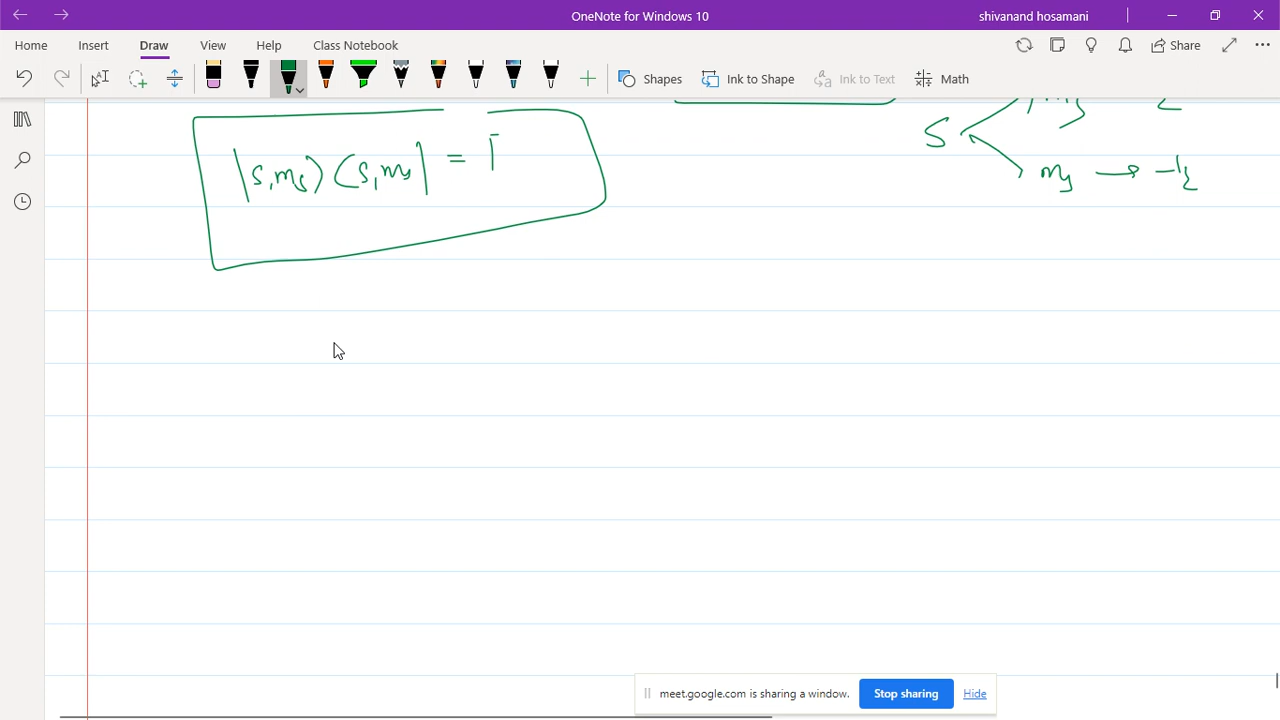 OneNote for Windows 10
shivanand hosamani
Home Insert Draw View Help Class Notebook
Share
Shapes Ink to Shape Ink to Text Math
|s,ms) (s,ms| = I
S
ms → -½
meet.google.com is sharing a window. Stop sharing Hide